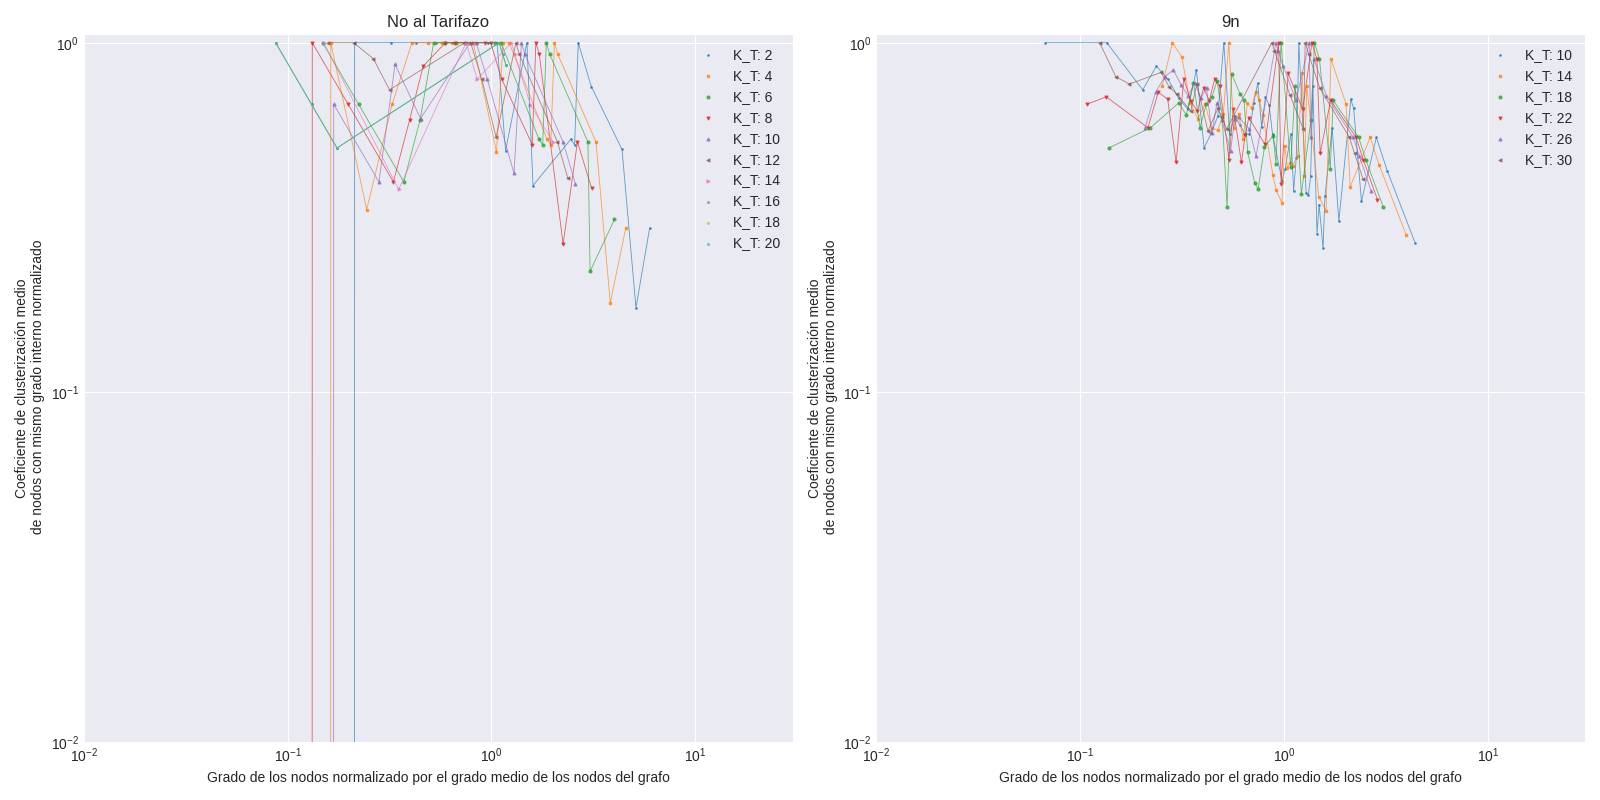 No al Tarifazo
10⁰
10⁻¹
10⁻²
Coeficiente de clusterización medio
de nodos con mismo grado interno normalizado
K_T: 2
K_T: 4
K_T: 6
K_T: 8
K_T: 10
K_T: 12
K_T: 14
K_T: 16
K_T: 18
K_T: 20
10⁻²
10⁻¹
10⁰
10¹
Grado de los nodos normalizado por el grado medio de los nodos del grafo
9n
10⁰
10⁻¹
10⁻²
Coeficiente de clusterización medio
de nodos con mismo grado interno normalizado
K_T: 10
K_T: 14
K_T: 18
K_T: 22
K_T: 26
K_T: 30
10⁻²
10⁻¹
10⁰
10¹
Grado de los nodos normalizado por el grado medio de los nodos del grafo